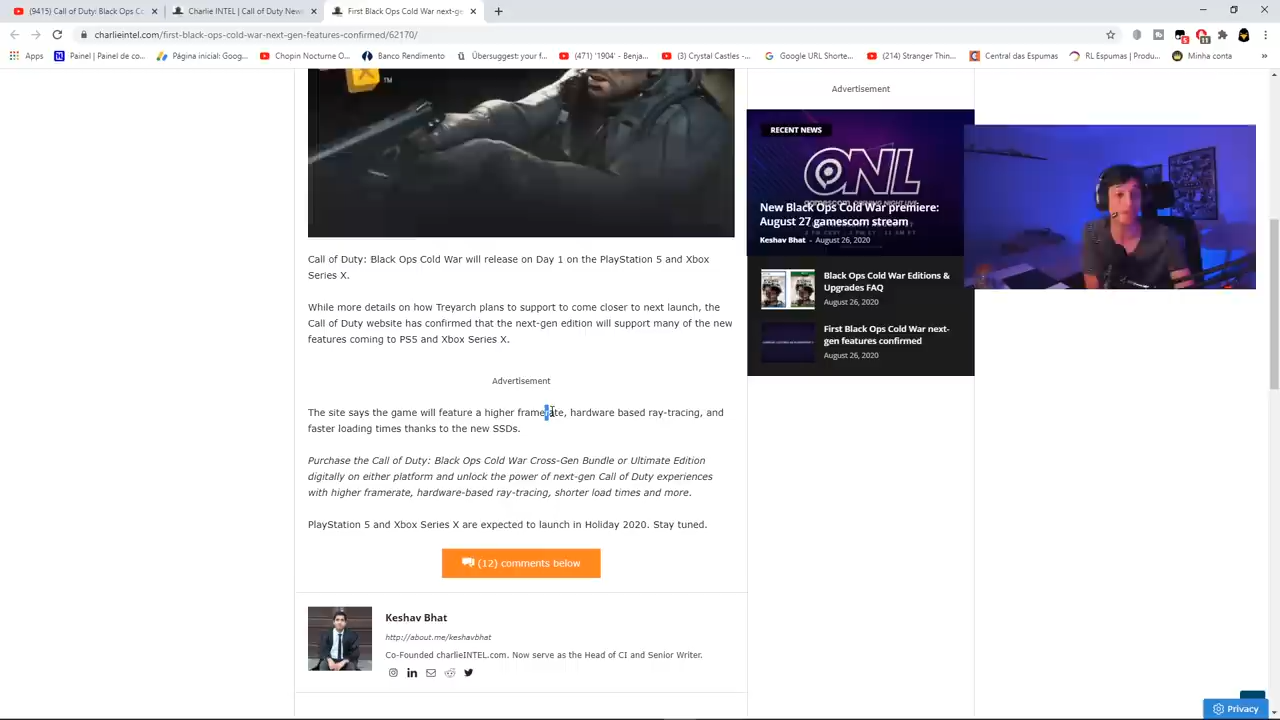 (9415) Call of Duty: Black Ops Co
Charlie INTEL | Call of Duty New
First Black Ops Cold War next-ge
charlieintel.com/first-black-ops-cold-war-next-gen-features-confirmed/62170/
Apps
Painel | Painel de co...
Página inicial: Goog...
Chopin Nocturne O...
Banco Rendimento
Übersuggest: your f...
(471) '1904' - Benja...
(3) Crystal Castles -...
Google URL Shorte...
(214) Stranger Thin...
Central das Espumas
RL Espumas | Produ...
Minha conta
TM
Advertisement
RECENT NEWS
ONL
gamescom OPENING NIGHT LIVE
New Black Ops Cold War premiere:
August 27 gamescom stream
Keshav Bhat - August 26, 2020
Black Ops Cold War Editions &
Upgrades FAQ
August 26, 2020
First Black Ops Cold War next-
gen features confirmed
August 26, 2020
Call of Duty: Black Ops Cold War will release on Day 1 on the PlayStation 5 and Xbox
Series X.
While more details on how Treyarch plans to support to come closer to next launch, the
Call of Duty website has confirmed that the next-gen edition will support many of the new
features coming to PS5 and Xbox Series X.
Advertisement
The site says the game will feature a higher framerate, hardware based ray-tracing, and
faster loading times thanks to the new SSDs.
Purchase the Call of Duty: Black Ops Cold War Cross-Gen Bundle or Ultimate Edition
digitally on either platform and unlock the power of next-gen Call of Duty experiences
with higher framerate, hardware-based ray-tracing, shorter load times and more.
PlayStation 5 and Xbox Series X are expected to launch in Holiday 2020. Stay tuned.
(12) comments below
Keshav Bhat
http://about.me/keshavbhat
Co-Founded charlieINTEL.com. Now serve as the Head of CI and Senior Writer.
Privacy